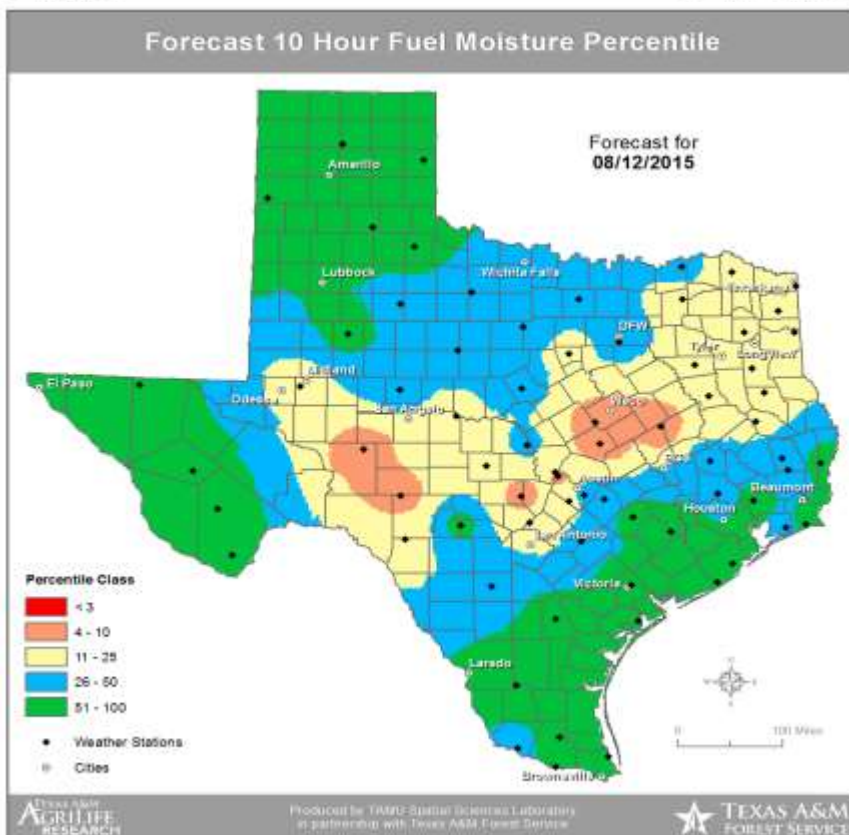 Forecast 10 Hour Fuel Moisture Percentile
Forecast for
08/12/2015
Amarillo
Lubbock
Wichita Falls
DFW
Tyler
Longview
El Paso
Midland
Odessa
San Angelo
Waco
Austin
Beaumont
Houston
San Antonio
Victoria
Laredo
Brownsville
Percentile Class
< 3
4 - 10
11 - 25
26 - 50
51 - 100
Weather Stations
Cities
0 100 Miles
Texas A&M
AGRILIFE
RESEARCH
Produced by TAMU Spatial Sciences Laboratory
in partnership with Texas A&M Forest Service
TEXAS A&M
FOREST SERVICE